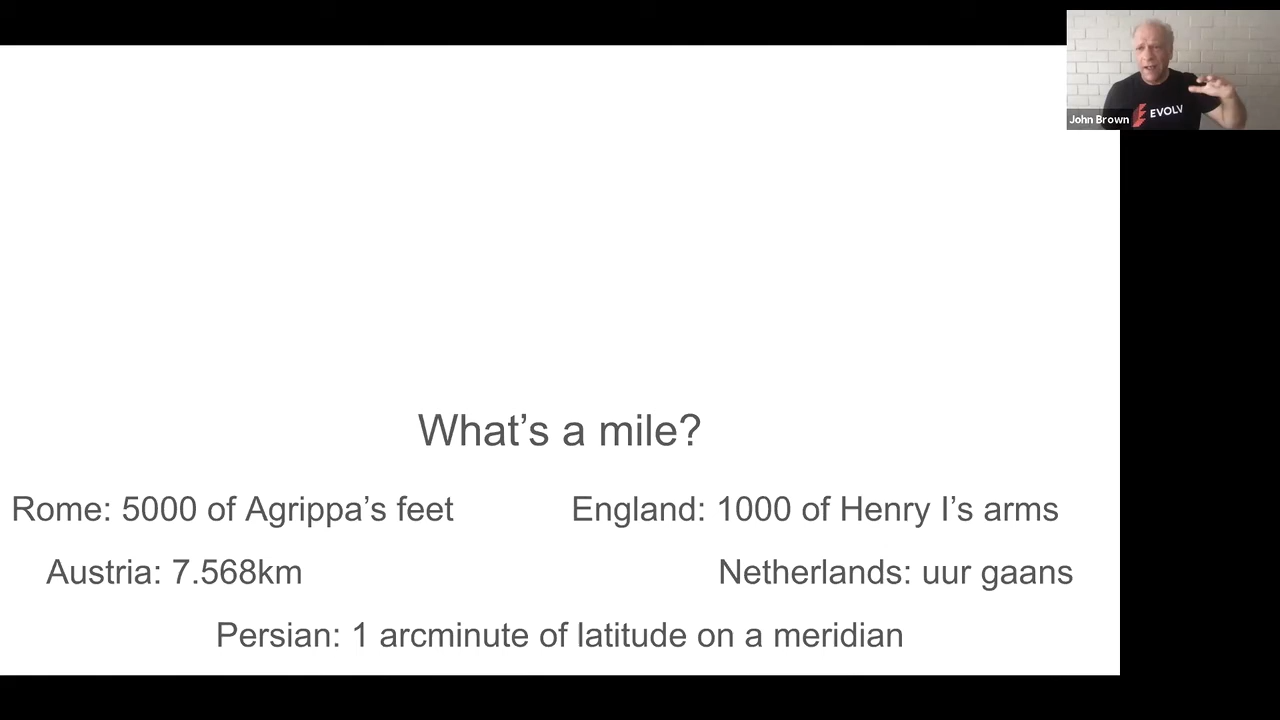 EVOLV
John Brown
What's a mile?
Rome: 5000 of Agrippa's feet
England: 1000 of Henry I's arms
Austria: 7.568km
Netherlands: uur gaans
Persian: 1 arcminute of latitude on a meridian